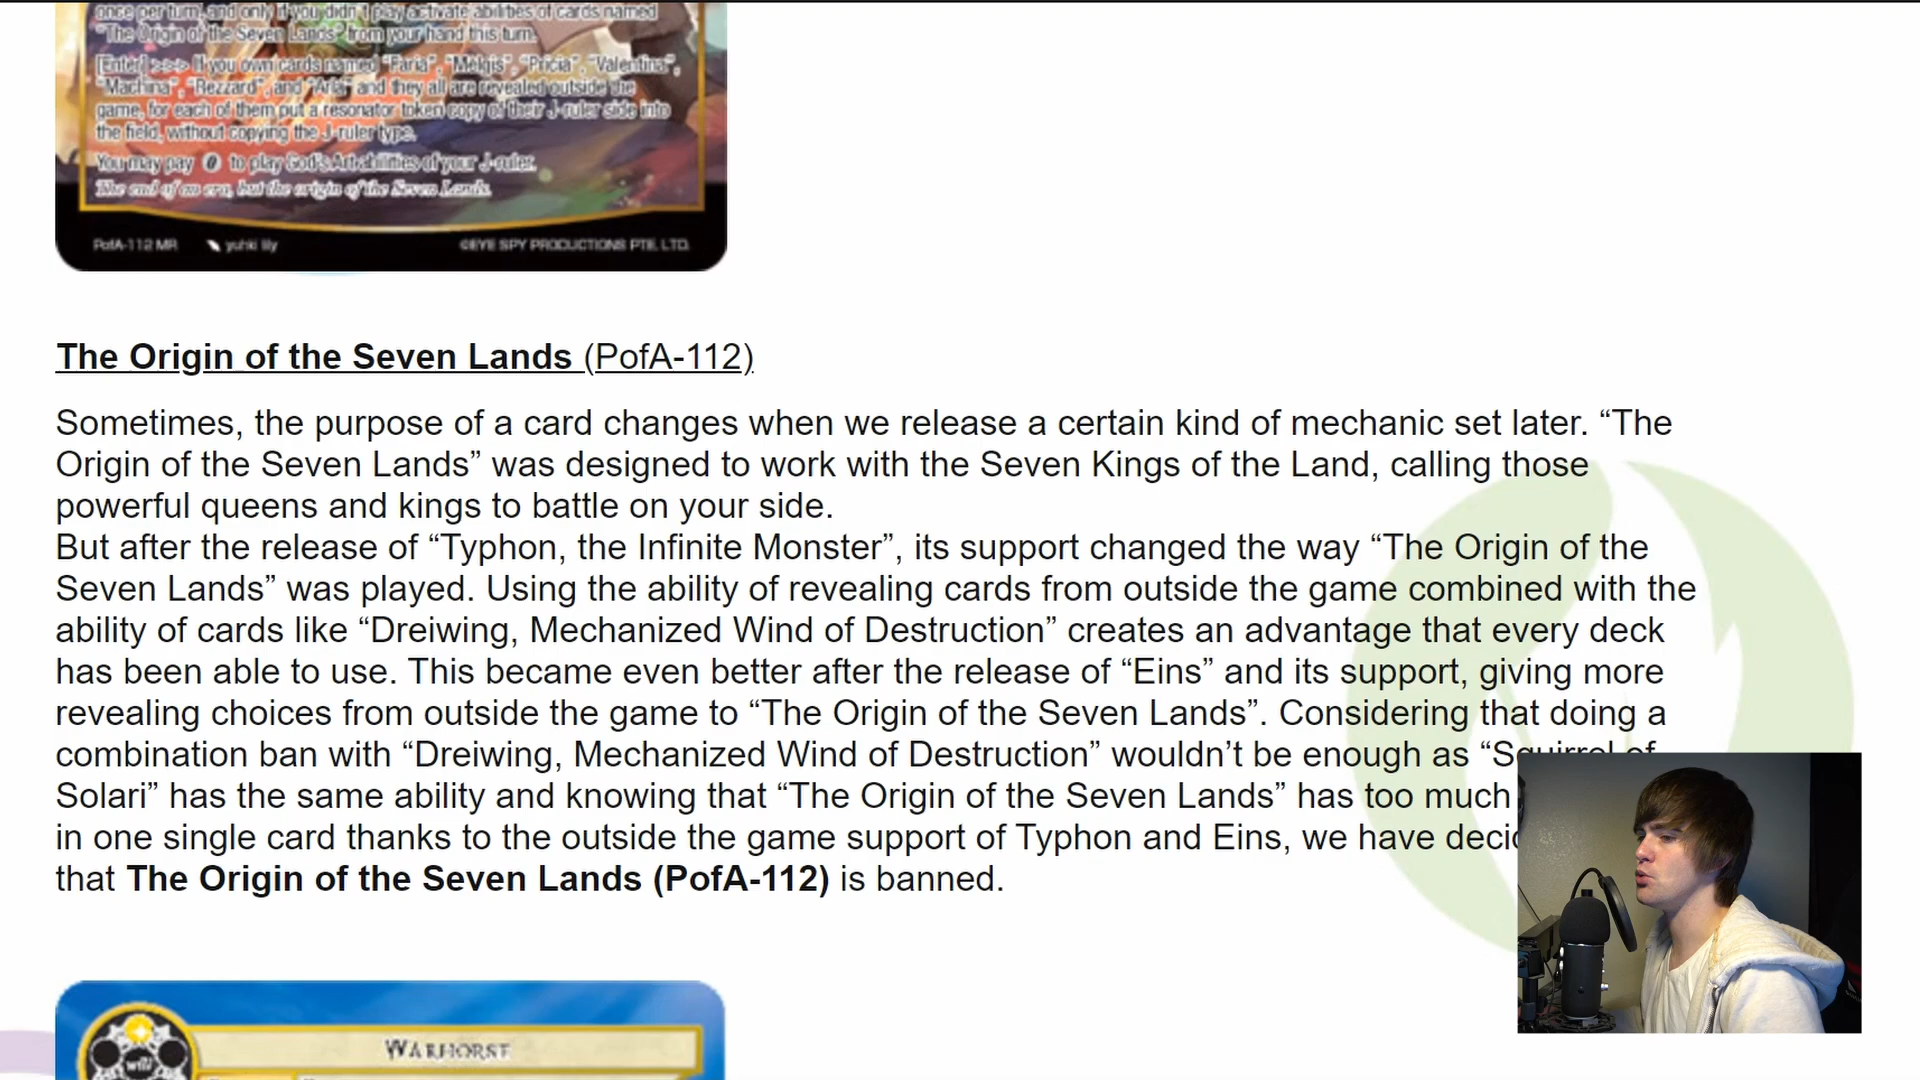 once per turn, and only if you didn't play activate abilities of cards named
"The Origin of the Seven Lands" from your hand this turn.
[Enter] >>> If you own cards named "Faria", "Melgis", "Pricia", "Valentina",
"Machina", "Rezzard", and "Arla" and they all are revealed outside the
game, for each of them put a resonator token copy of their J-ruler side into
the field, without copying the J-ruler type.
You may pay 0 to play God's Art abilities of your J-ruler.
The end of an era, but the origin of the Seven Lands.
PofA-112 MR yuhki lily ©EYE SPY PRODUCTIONS PTE. LTD.
The Origin of the Seven Lands (PofA-112)
Sometimes, the purpose of a card changes when we release a certain kind of mechanic set later. “The
Origin of the Seven Lands” was designed to work with the Seven Kings of the Land, calling those
powerful queens and kings to battle on your side.
But after the release of “Typhon, the Infinite Monster”, its support changed the way “The Origin of the
Seven Lands” was played. Using the ability of revealing cards from outside the game combined with the
ability of cards like “Dreiwing, Mechanized Wind of Destruction” creates an advantage that every deck
has been able to use. This became even better after the release of “Eins” and its support, giving more
revealing choices from outside the game to “The Origin of the Seven Lands”. Considering that doing a
combination ban with “Dreiwing, Mechanized Wind of Destruction” wouldn’t be enough as “Squirrel of
Solari” has the same ability and knowing that “The Origin of the Seven Lands” has too much
in one single card thanks to the outside the game support of Typhon and Eins, we have
that The Origin of the Seven Lands (PofA-112) is banned.
WARHORSE
will